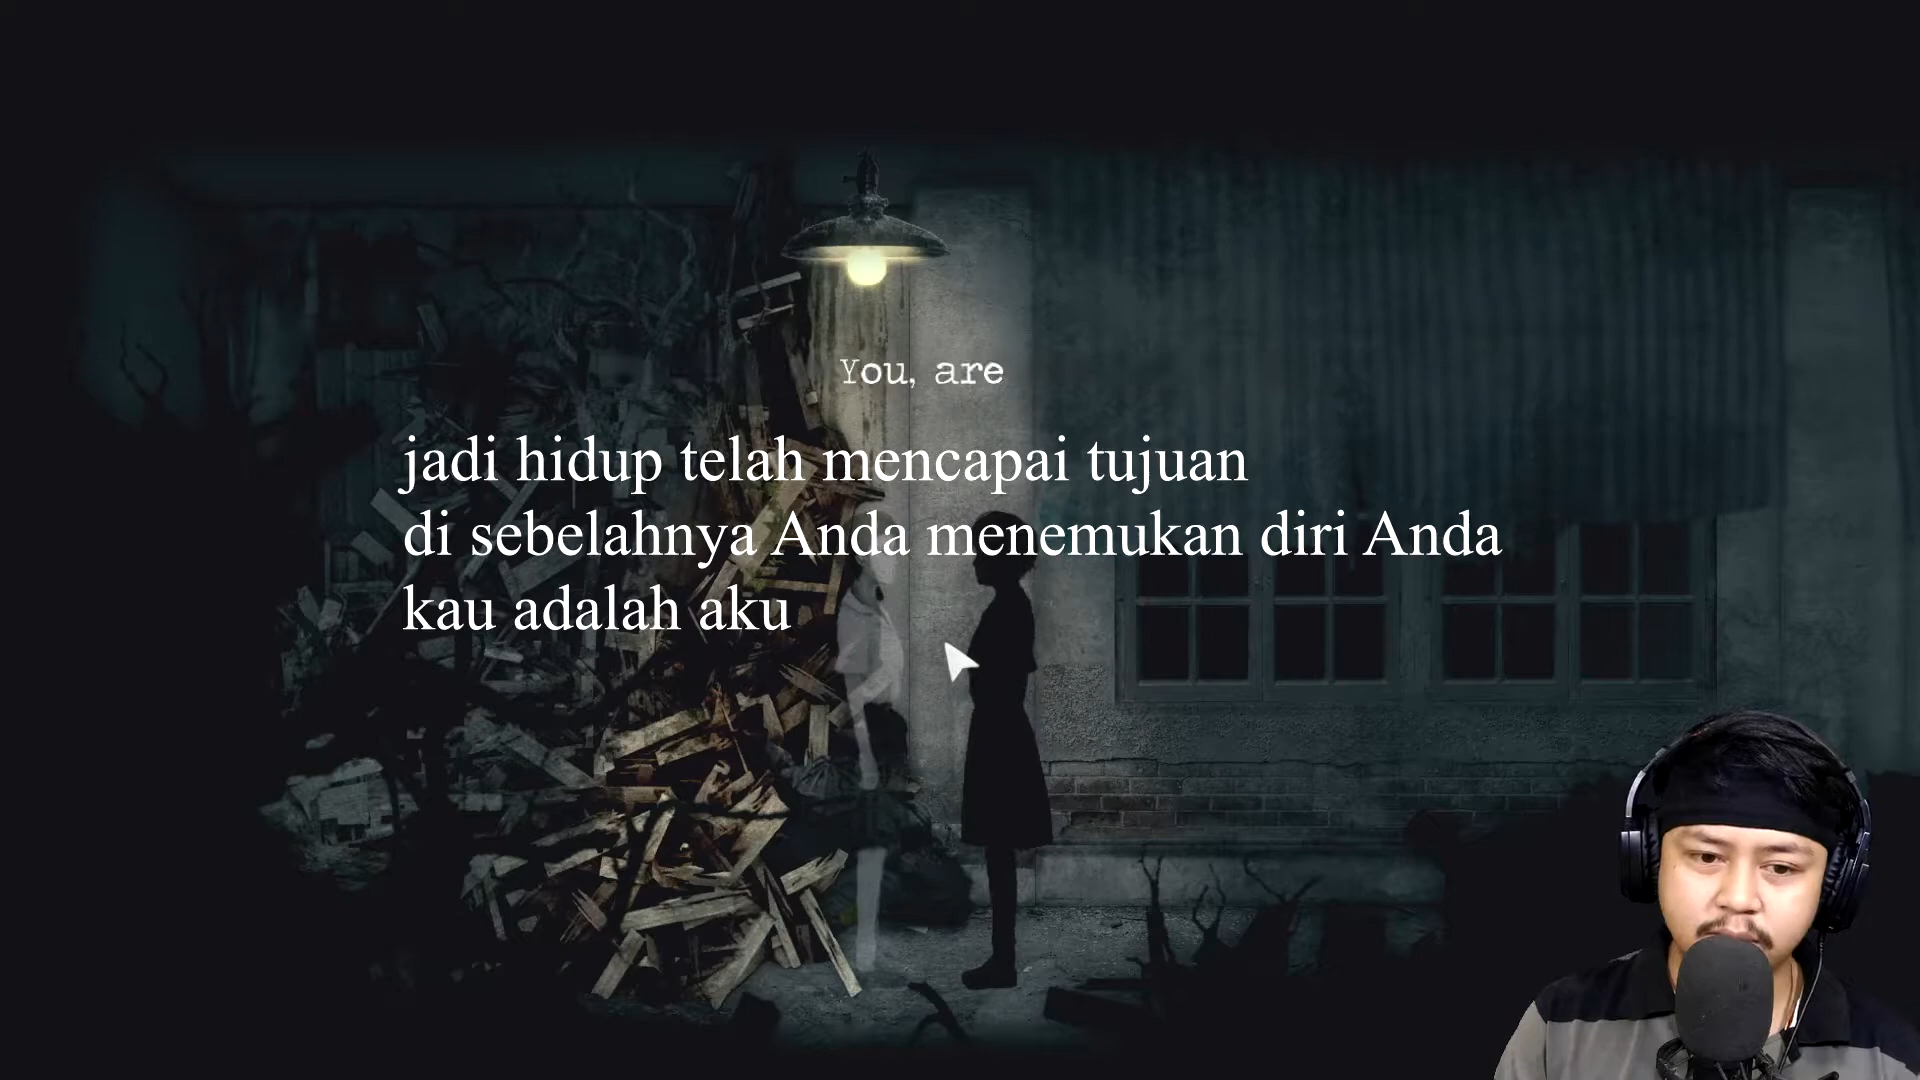 You, are
jadi hidup telah mencapai tujuan
di sebelahnya Anda menemukan diri Anda
kau adalah aku